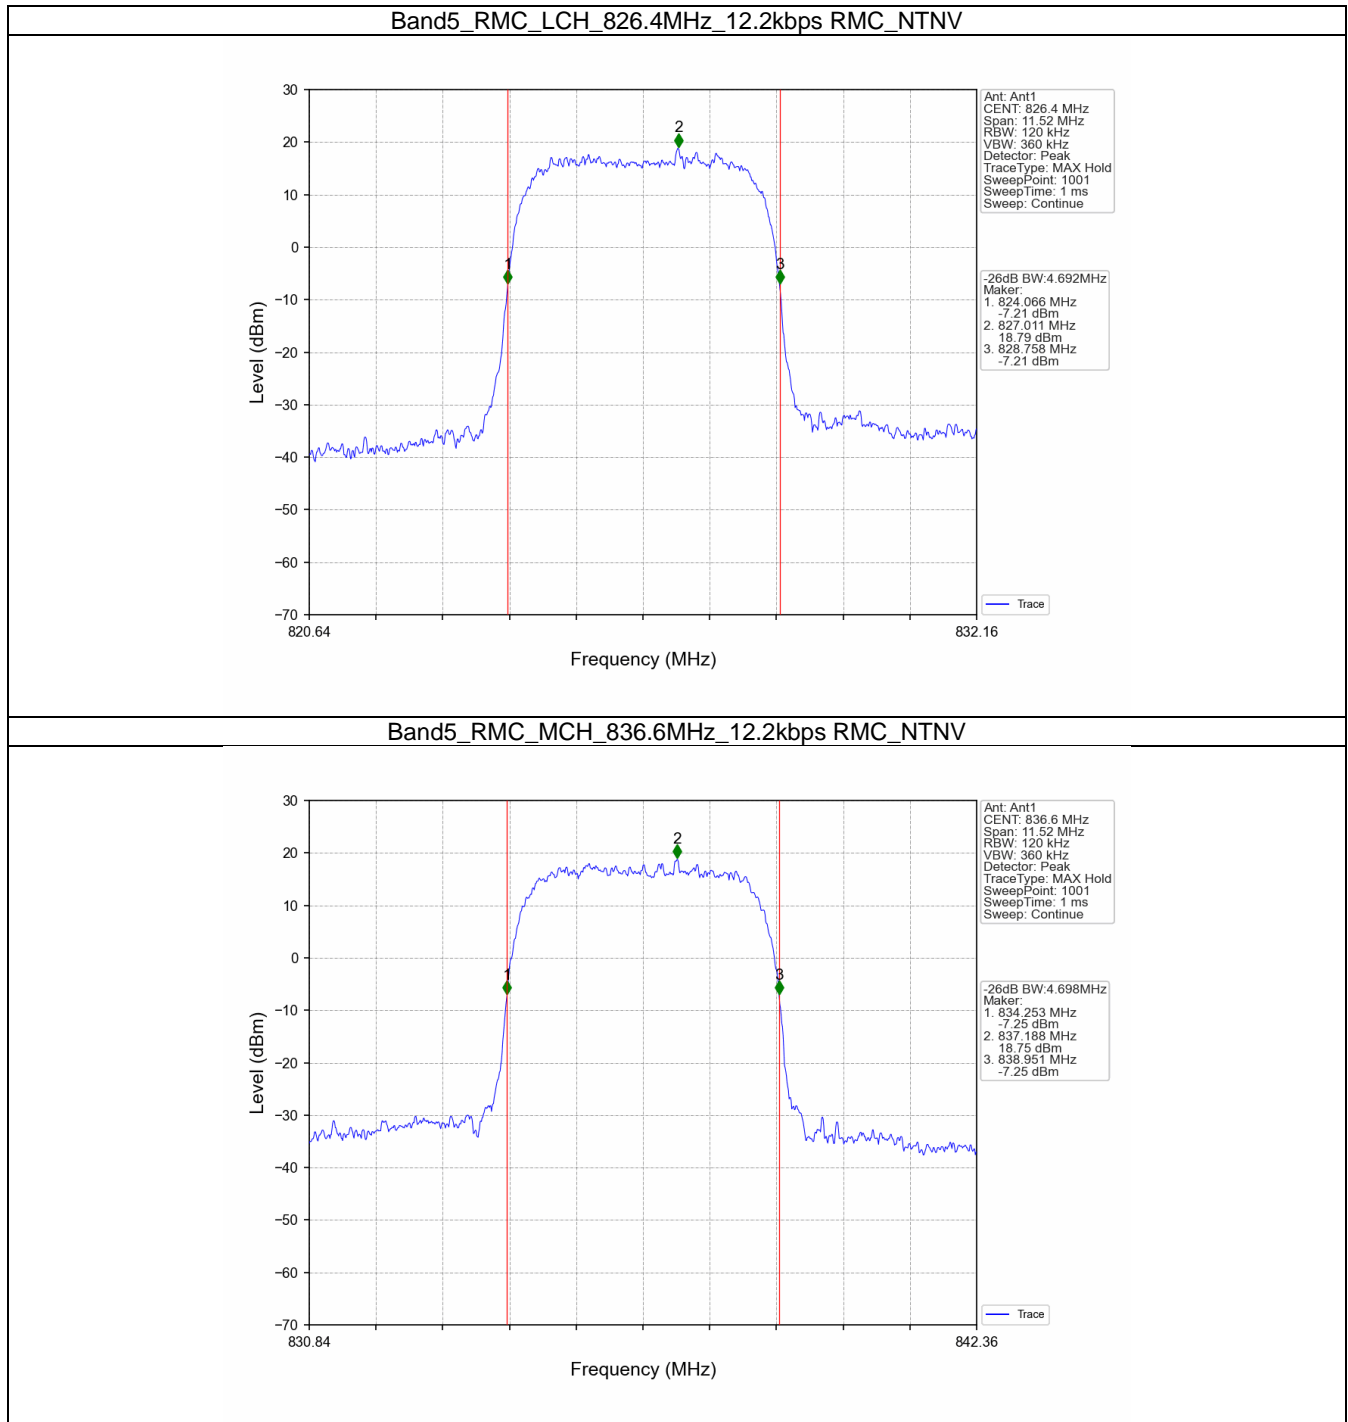 Band5_RMC_LCH_826.4MHz_12.2kbps RMC_NTNV
30
20
10
0
−10
−20
−30
−40
−50
−60
−70
Level (dBm)
820.64
832.16
Frequency (MHz)
1
2
3
Ant: Ant1
CENT: 826.4 MHz
Span: 11.52 MHz
RBW: 120 kHz
VBW: 360 kHz
Detector: Peak
TraceType: MAX Hold
SweepPoint: 1001
SweepTime: 1 ms
Sweep: Continue
-26dB BW:4.692MHz
Maker:
1. 824.066 MHz
-7.21 dBm
2. 827.011 MHz
18.79 dBm
3. 828.758 MHz
-7.21 dBm
Trace
Band5_RMC_MCH_836.6MHz_12.2kbps RMC_NTNV
30
20
10
0
−10
−20
−30
−40
−50
−60
−70
Level (dBm)
830.84
842.36
Frequency (MHz)
1
2
3
Ant: Ant1
CENT: 836.6 MHz
Span: 11.52 MHz
RBW: 120 kHz
VBW: 360 kHz
Detector: Peak
TraceType: MAX Hold
SweepPoint: 1001
SweepTime: 1 ms
Sweep: Continue
-26dB BW:4.698MHz
Maker:
1. 834.253 MHz
-7.25 dBm
2. 837.188 MHz
18.75 dBm
3. 838.951 MHz
-7.25 dBm
Trace